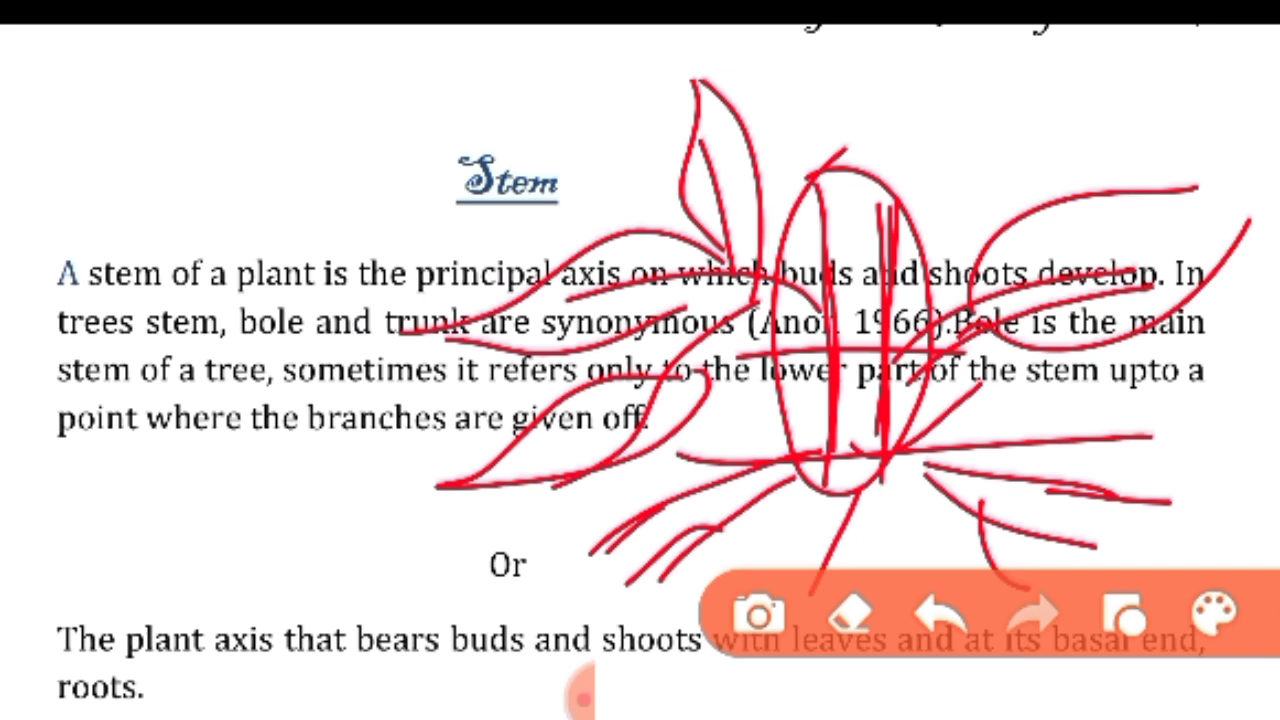 Stem
A stem of a plant is the principal axis on which buds and shoots develop. In
trees stem, bole and trunk are synonymous (Anon 1966).Bole is the main
stem of a tree, sometimes it refers only to the lower part of the stem upto a
point where the branches are given off.
Or
The plant axis that bears buds and shoots with leaves and at its basal end,
roots.